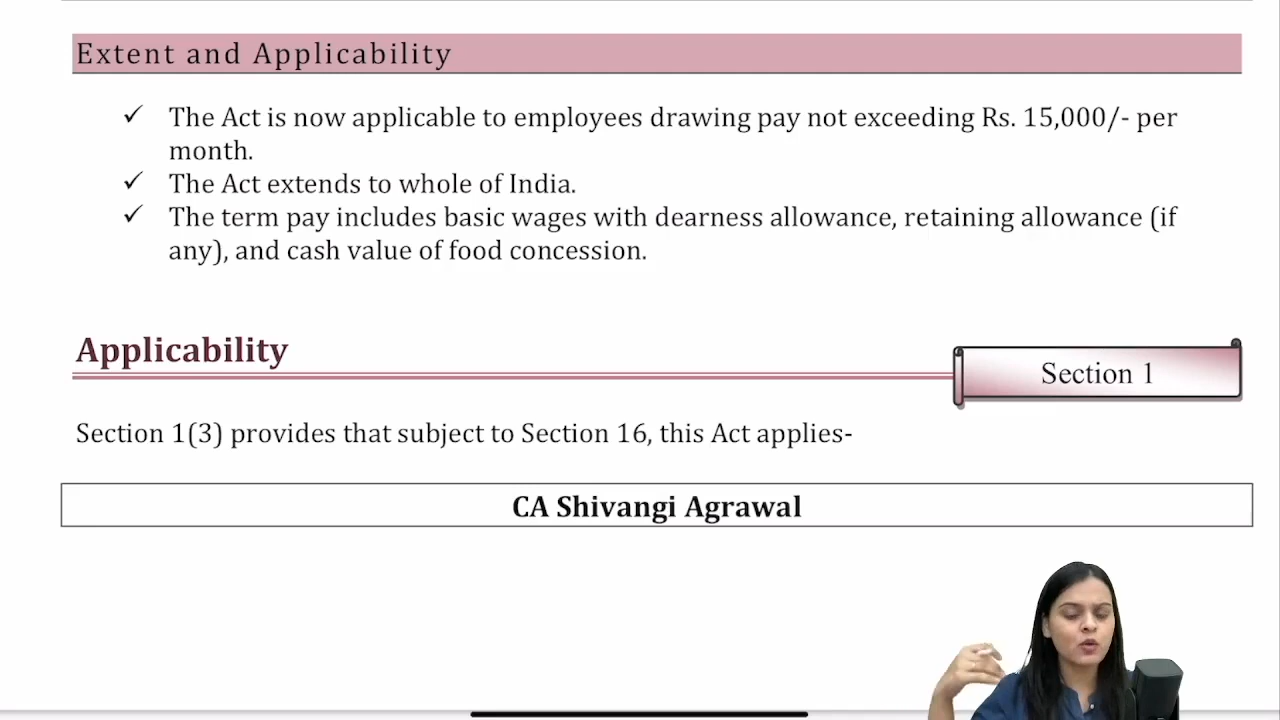 Extent and Applicability
✓ The Act is now applicable to employees drawing pay not exceeding Rs. 15,000/- per
month.
✓ The Act extends to whole of India.
✓ The term pay includes basic wages with dearness allowance, retaining allowance (if
any), and cash value of food concession.
Applicability
Section 1
Section 1(3) provides that subject to Section 16, this Act applies-
CA Shivangi Agrawal